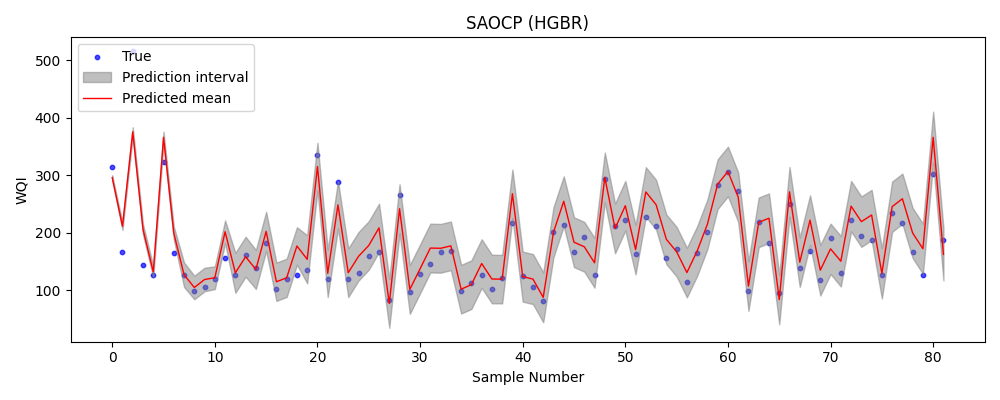 SAOCP (HGBR)
True
Prediction interval
Predicted mean
WQI
500
400
300
200
100
0 10 20 30 40 50 60 70 80
Sample Number